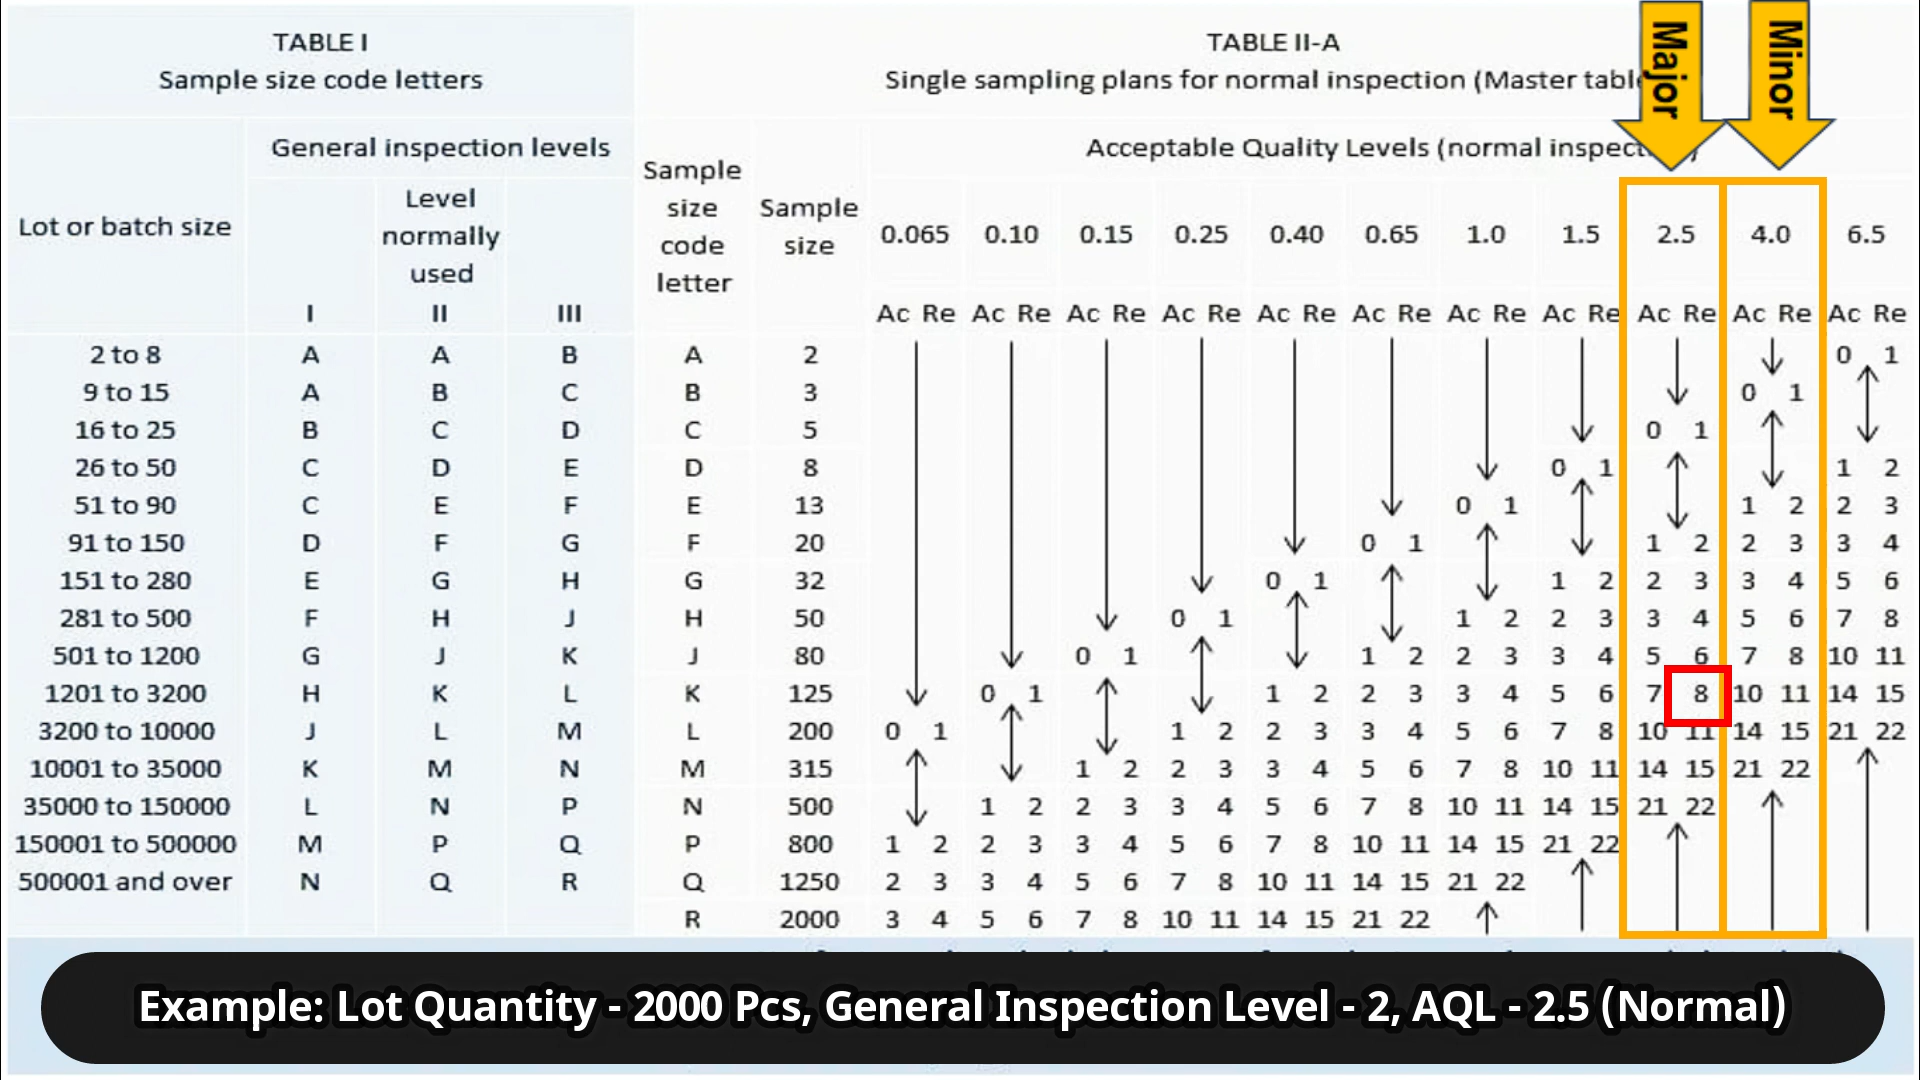 Major
Minor
TABLE I
Sample size code letters
TABLE II-A
Single sampling plans for normal inspection (Master
General inspection levels
Acceptable Quality Levels (normal
Lot or batch size
Level normally used
I II III
Sample size code letter
Sample size
0.065 0.10 0.15 0.25 0.40 0.65 1.0 1.5 2.5 4.0 6.5
Ac Re Ac Re Ac Re Ac Re Ac Re Ac Re Ac Re Ac Re Ac Re Ac Re Ac Re
2 to 8 A A B A 2 0 1
9 to 15 A B C B 3 0 1
16 to 25 B C D C 5 0 1
26 to 50 C D E D 8 0 1 1 2
51 to 90 C E F E 13 0 1 1 2 2 3
91 to 150 D F G F 20 0 1 1 2 2 3 3 4
151 to 280 E G H G 32 0 1 1 2 2 3 3 4 5 6
281 to 500 F H J H 50 0 1 1 2 2 3 3 4 5 6 7 8
501 to 1200 G J K J 80 0 1 1 2 2 3 3 4 5 6 7 8 10 11
1201 to 3200 H K L K 125 0 1 1 2 2 3 3 4 5 6 7 8 10 11 14 15
3200 to 10000 J L M L 200 0 1 1 2 2 3 3 4 5 6 7 8 10 11 14 15 21 22
10001 to 35000 K M N M 315 1 2 2 3 3 4 5 6 7 8 10 11 14 15 21 22
35000 to 150000 L N P N 500 1 2 2 3 3 4 5 6 7 8 10 11 14 15 21 22
150001 to 500000 M P Q P 800 1 2 2 3 3 4 5 6 7 8 10 11 14 15 21 22
500001 and over N Q R Q 1250 2 3 3 4 5 6 7 8 10 11 14 15 21 22
R 2000 3 4 5 6 7 8 10 11 14 15 21 22
Example: Lot Quantity - 2000 Pcs, General Inspection Level - 2, AQL - 2.5 (Normal)